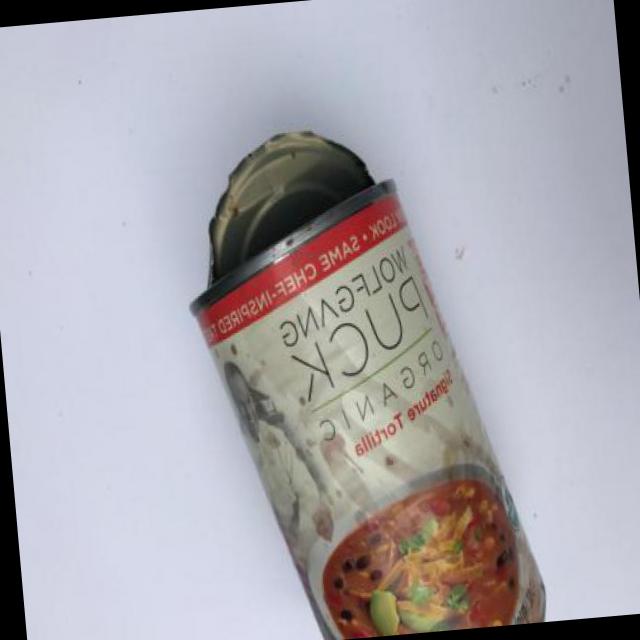 LOOK • SAME CHEF-INSPIRED
WOLFGANG
PUCK
ORGANIC
Signature Tortilla